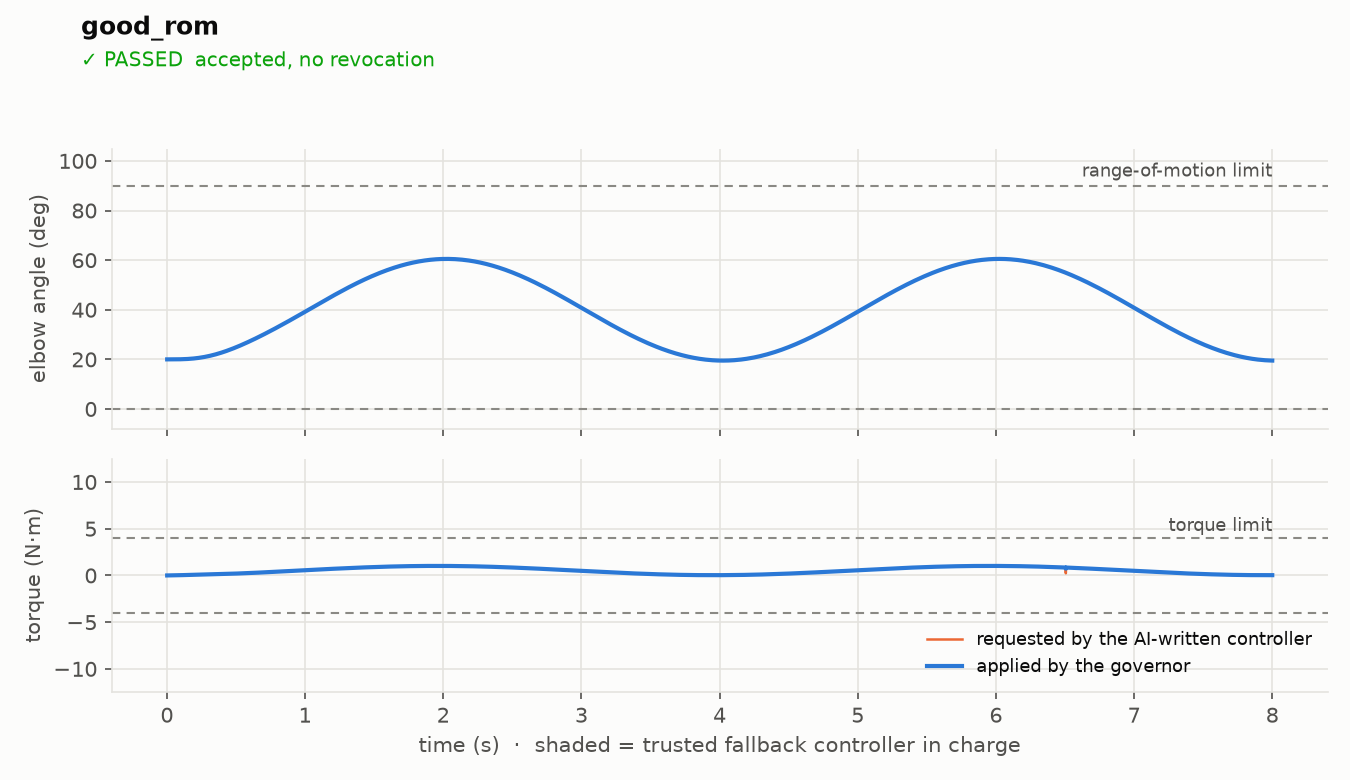 good_rom
✓ PASSED  accepted, no revocation
100
80
60
40
20
0
elbow angle (deg)
range-of-motion limit
10
5
0
−5
−10
torque (N·m)
torque limit
requested by the AI-written controller
applied by the governor
0 1 2 3 4 5 6 7 8
time (s)  ·  shaded = trusted fallback controller in charge